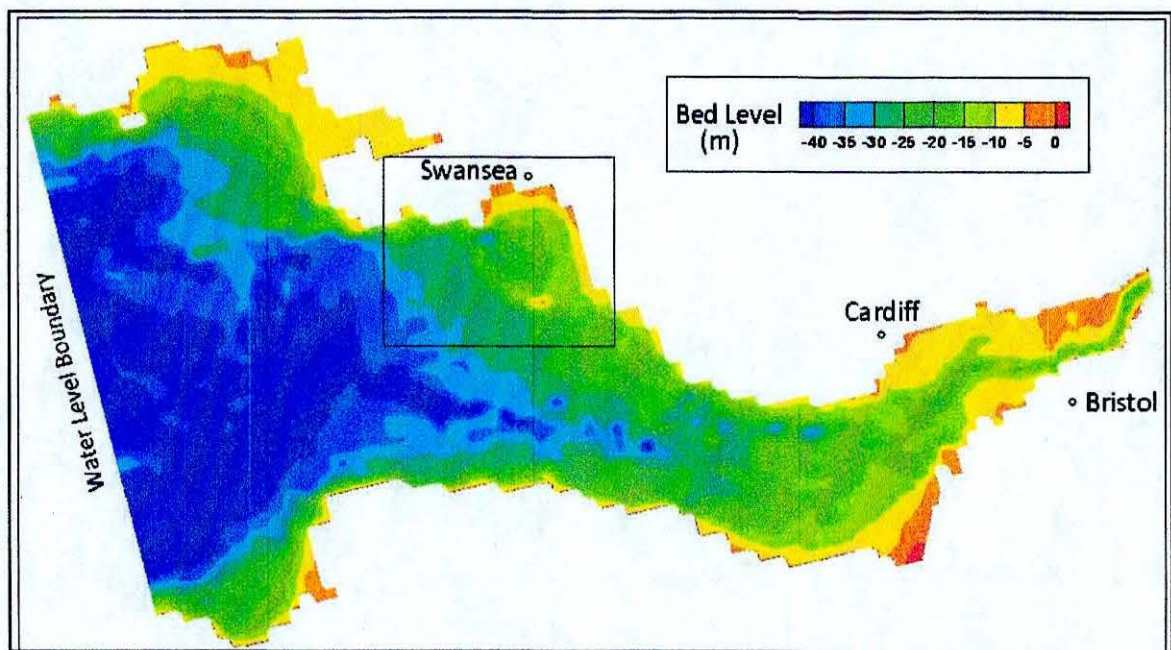 Bed Level
(m)
-40 -35 -30 -25 -20 -15 -10 -5 0
Swansea
Cardiff
Bristol
Water Level Boundary